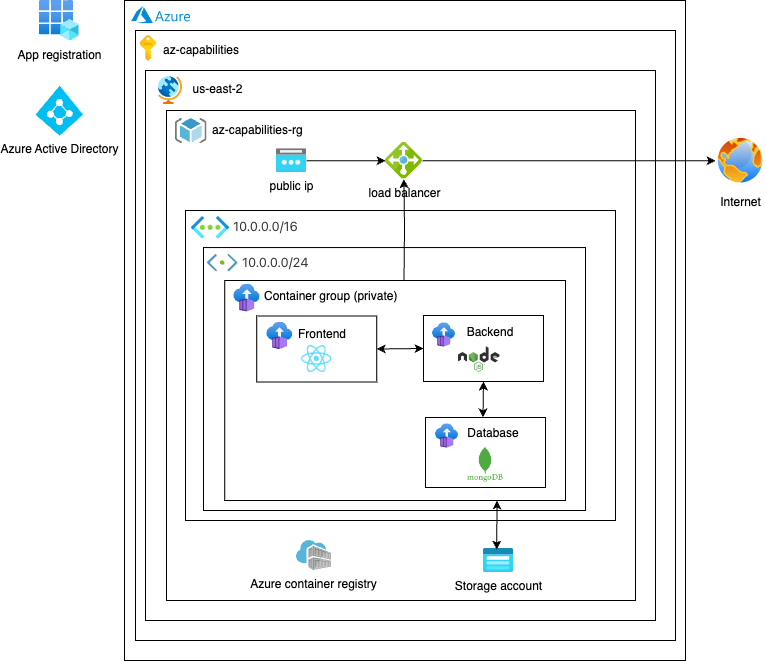 Azure
App registration
az-capabilities
us-east-2
Azure Active Directory
az-capabilities-rg
public ip
load balancer
Internet
10.0.0.0/16
10.0.0.0/24
Container group (private)
Frontend
Backend
node
JS
Database
mongoDB
Azure container registry
Storage account